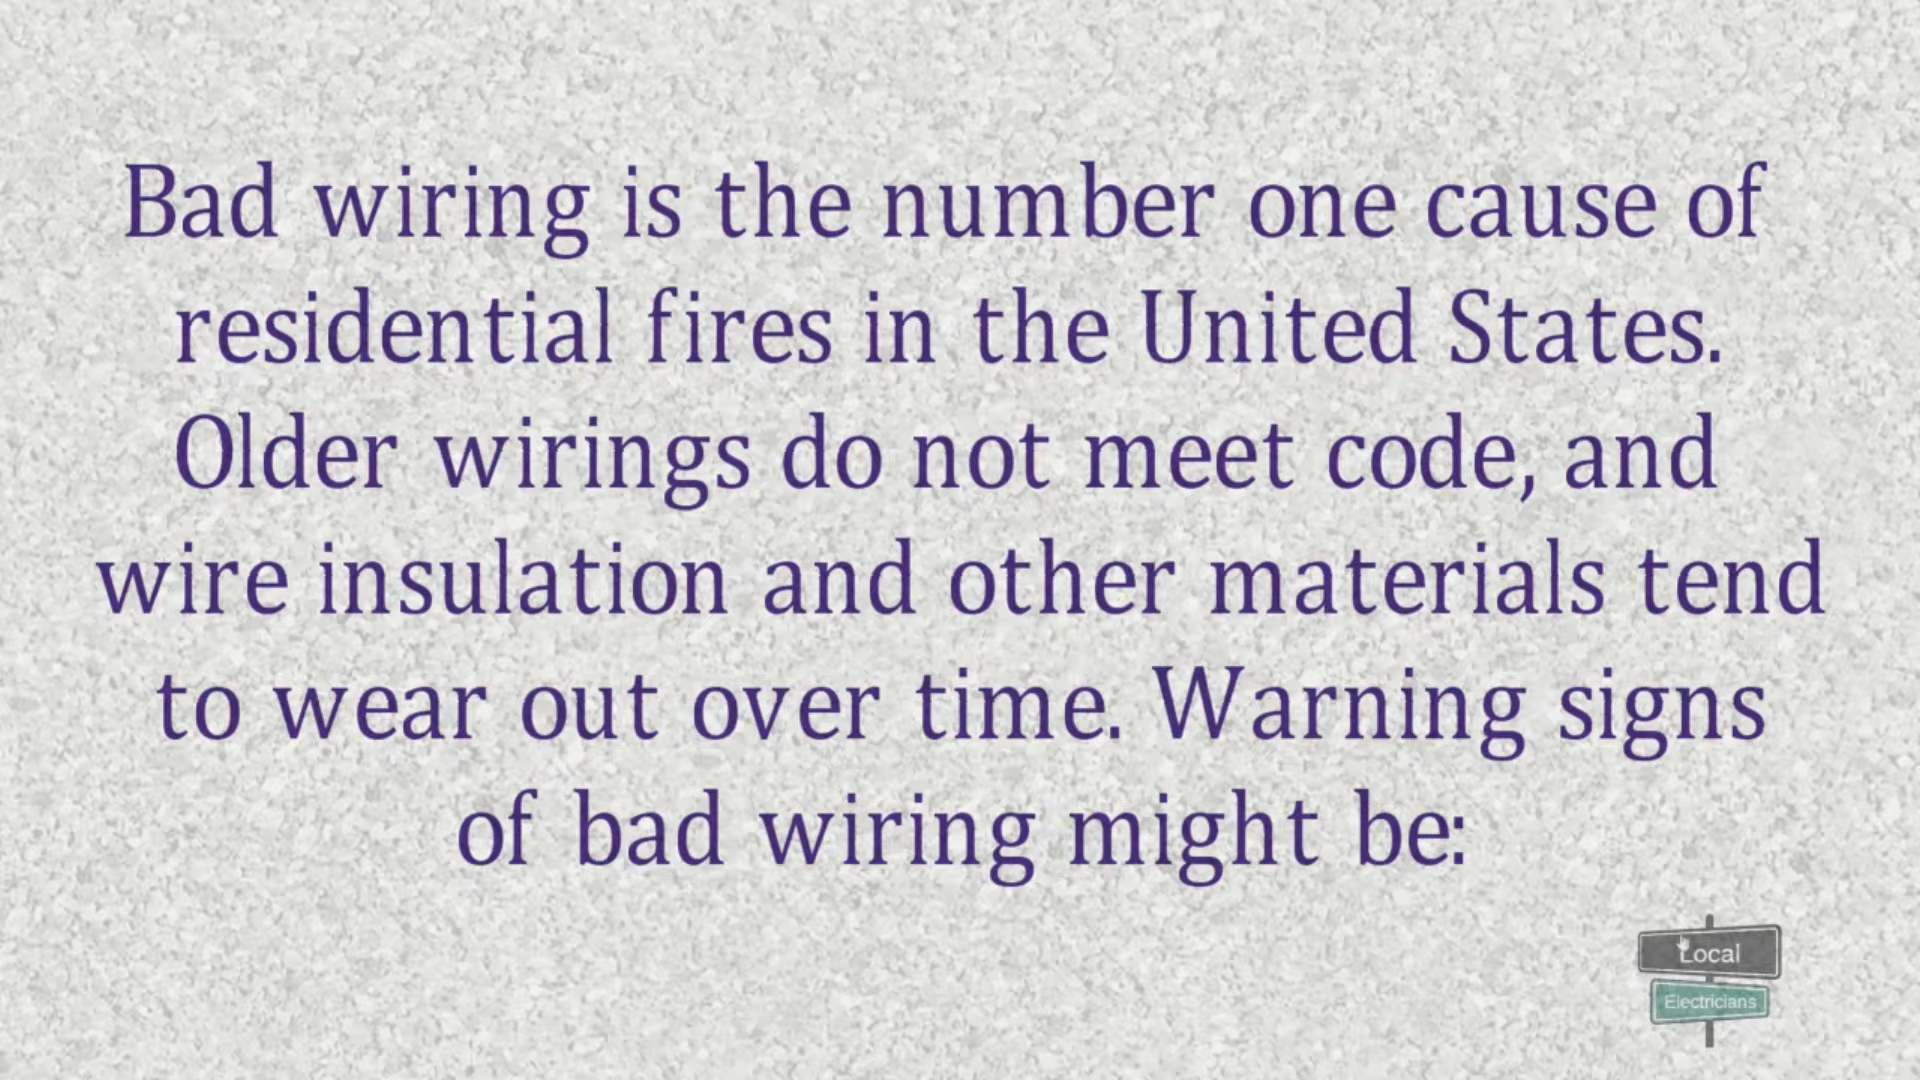 Bad wiring is the number one cause of
residential fires in the United States.
Older wirings do not meet code, and
wire insulation and other materials tend
to wear out over time. Warning signs
of bad wiring might be:
Local
Electricians